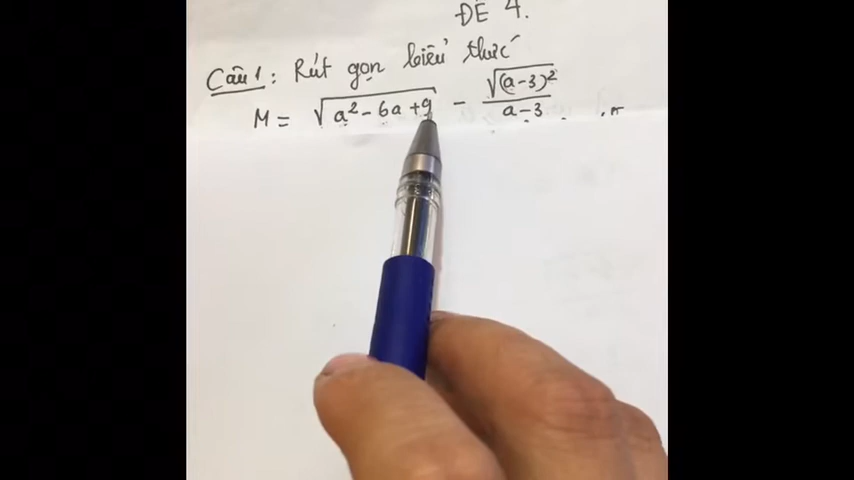 ĐỀ 4.
Câu 1: Rút gọn biểu thức
M = √(a² - 6a + 9) - √((a-3)²) / (a-3)